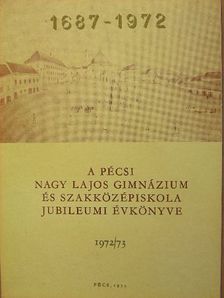 1687-1972
A PÉCSI
NAGY LAJOS GIMNÁZIUM
ÉS SZAKKÖZÉPISKOLA
JUBILEUMI ÉVKÖNYVE
1972/73
PÉCS, 1973